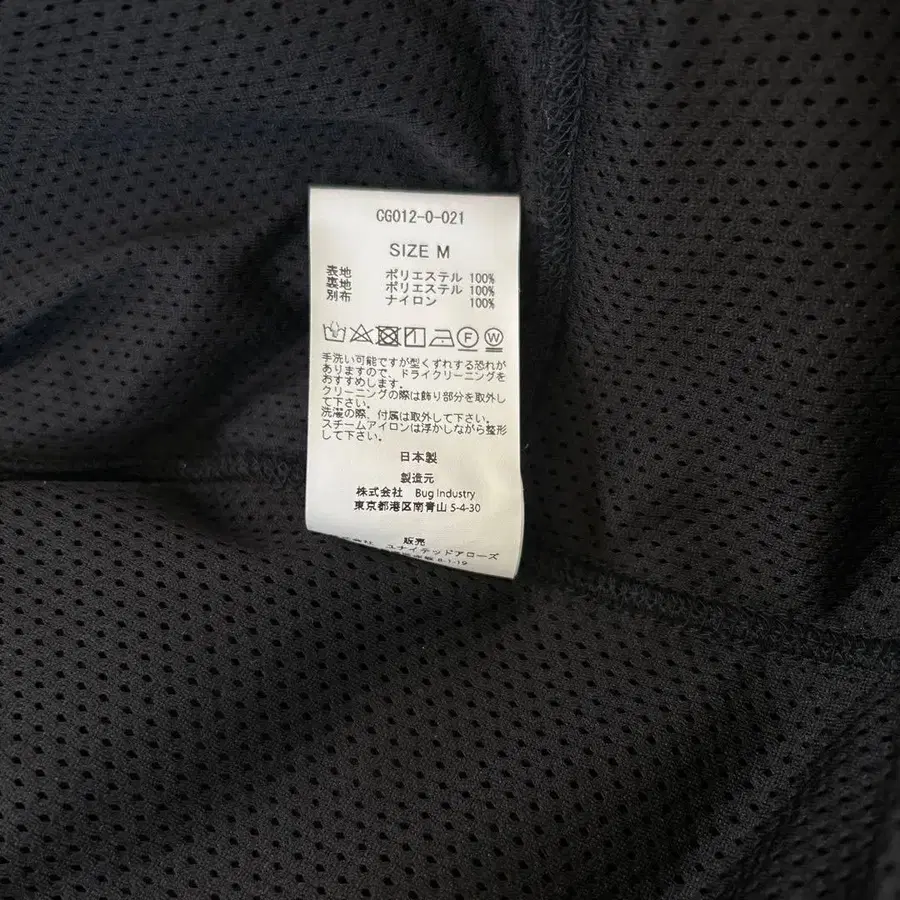 CG012-0-021
SIZE M
表地 ポリエステル 100%
裏地 ポリエステル 100%
別布 ナイロン 100%
F W
手洗い可能ですが型くずれする恐れが
ありますので、ドライクリーニングを
おすすめします。
クリーニングの際は飾り部分を取外し
て下さい。
洗濯の際、付属は取外して下さい。
スチームアイロンは浮かしながら整形
して下さい。
日本製
製造元
株式会社 Bug Industry
東京都港区南青山 5-4-30
販売
ユナイテッドアローズ
8-1-19